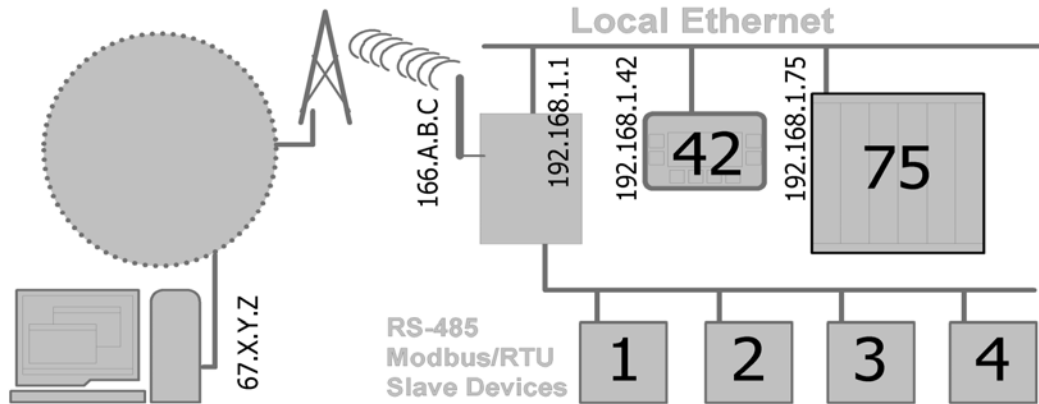 Local Ethernet
166.A.B.C
192.168.1.1
192.168.1.42
42
192.168.1.75
75
67.X.Y.Z
RS-485
Modbus/RTU
Slave Devices
1
2
3
4